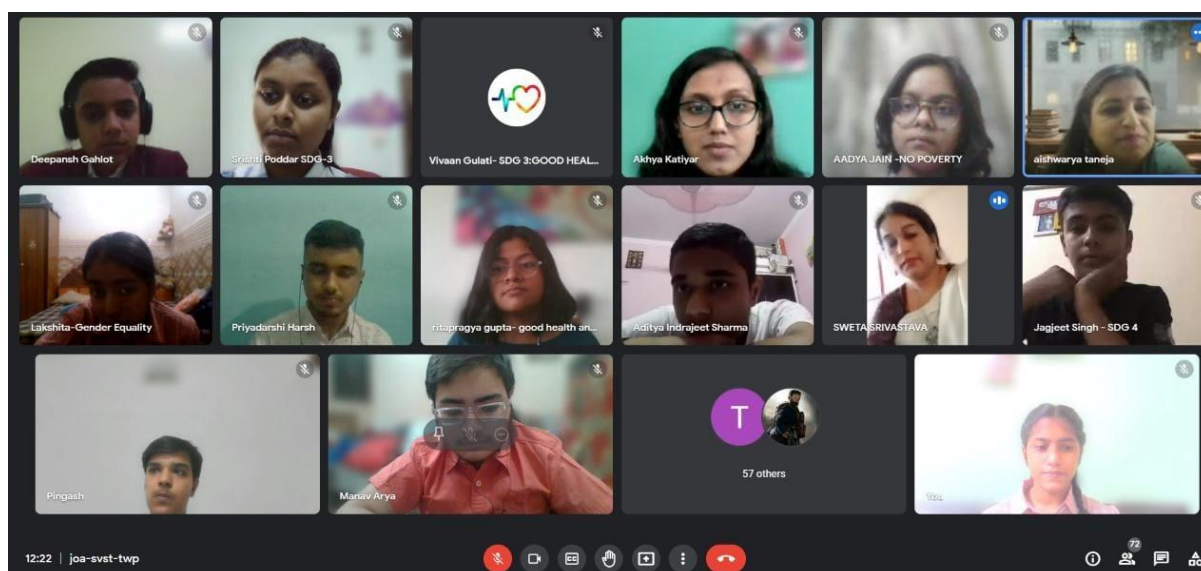 Deepansh Gahlot
Srishti Poddar SDG-3
Vivaan Gulati- SDG 3:GOOD HEAL...
Akhya Katiyar
AADYA JAIN -NO POVERTY
aishwarya taneja
Lakshita-Gender Equality
Priyadarshi Harsh
ritapragya gupta- good health an...
Aditya Indrajeet Sharma
SWETA SRIVASTAVA
Jagjeet Singh - SDG 4
Pingash
Manav Arya
T
57 others
You
12:22 | joa-svst-twp
CC
72